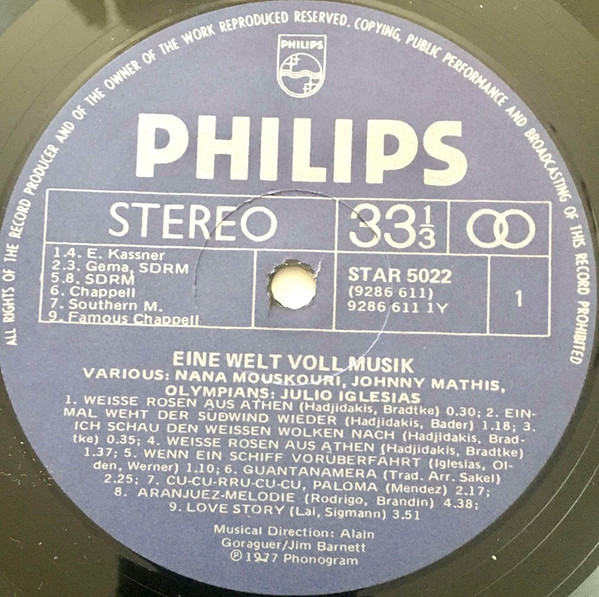 ALL RIGHTS OF THE RECORD PRODUCER AND OF THE OWNER OF THE WORK REPRODUCED RESERVED. COPYING, PUBLIC PERFORMANCE AND BROADCASTING OF THIS RECORD PROHIBITED
PHILIPS
PHILIPS
STEREO
33 1/3
1.4. E. Kassner
2.3. Gema, SDRM
5.8. SDRM
6. Chappell
7. Southern M.
9. Famous Chappell
STAR 5022
(9286 611)
9286 611 1Y
1
EINE WELT VOLL MUSIK
VARIOUS: NANA MOUSKOURI, JOHNNY MATHIS,
OLYMPIANS: JULIO IGLESIAS
1. WEISSE ROSEN AUS ATHEN (Hadjidakis, Bradtke) 0.30; 2. EIN-
MAL WEHT DER SÜDWIND WIEDER (Hadjidakis, Bader) 1.18; 3.
ICH SCHAU DEN WEISSEN WOLKEN NACH (Hadjidakis, Brad-
tke) 0.35; 4. WEISSE ROSEN AUS ATHEN (Hadjidakis, Bradtke)
1.37; 5. WENN EIN SCHIFF VORÜBERFAHRT (Iglesias, Ol-
den, Werner) 1.10; 6. GUANTANAMERA (Trad. Arr. Sakel)
2.25; 7. CU-CU-RRU-CU-CU, PALOMA (Mendez) 2.17;
8. ARANJUEZ-MELODIE (Rodrigo, Brandin) 4.38;
9. LOVE STORY (Lai, Sigmann) 3.51
Musical Direction: Alain
Goraguer/Jim Barnett
℗ 1977 Phonogram